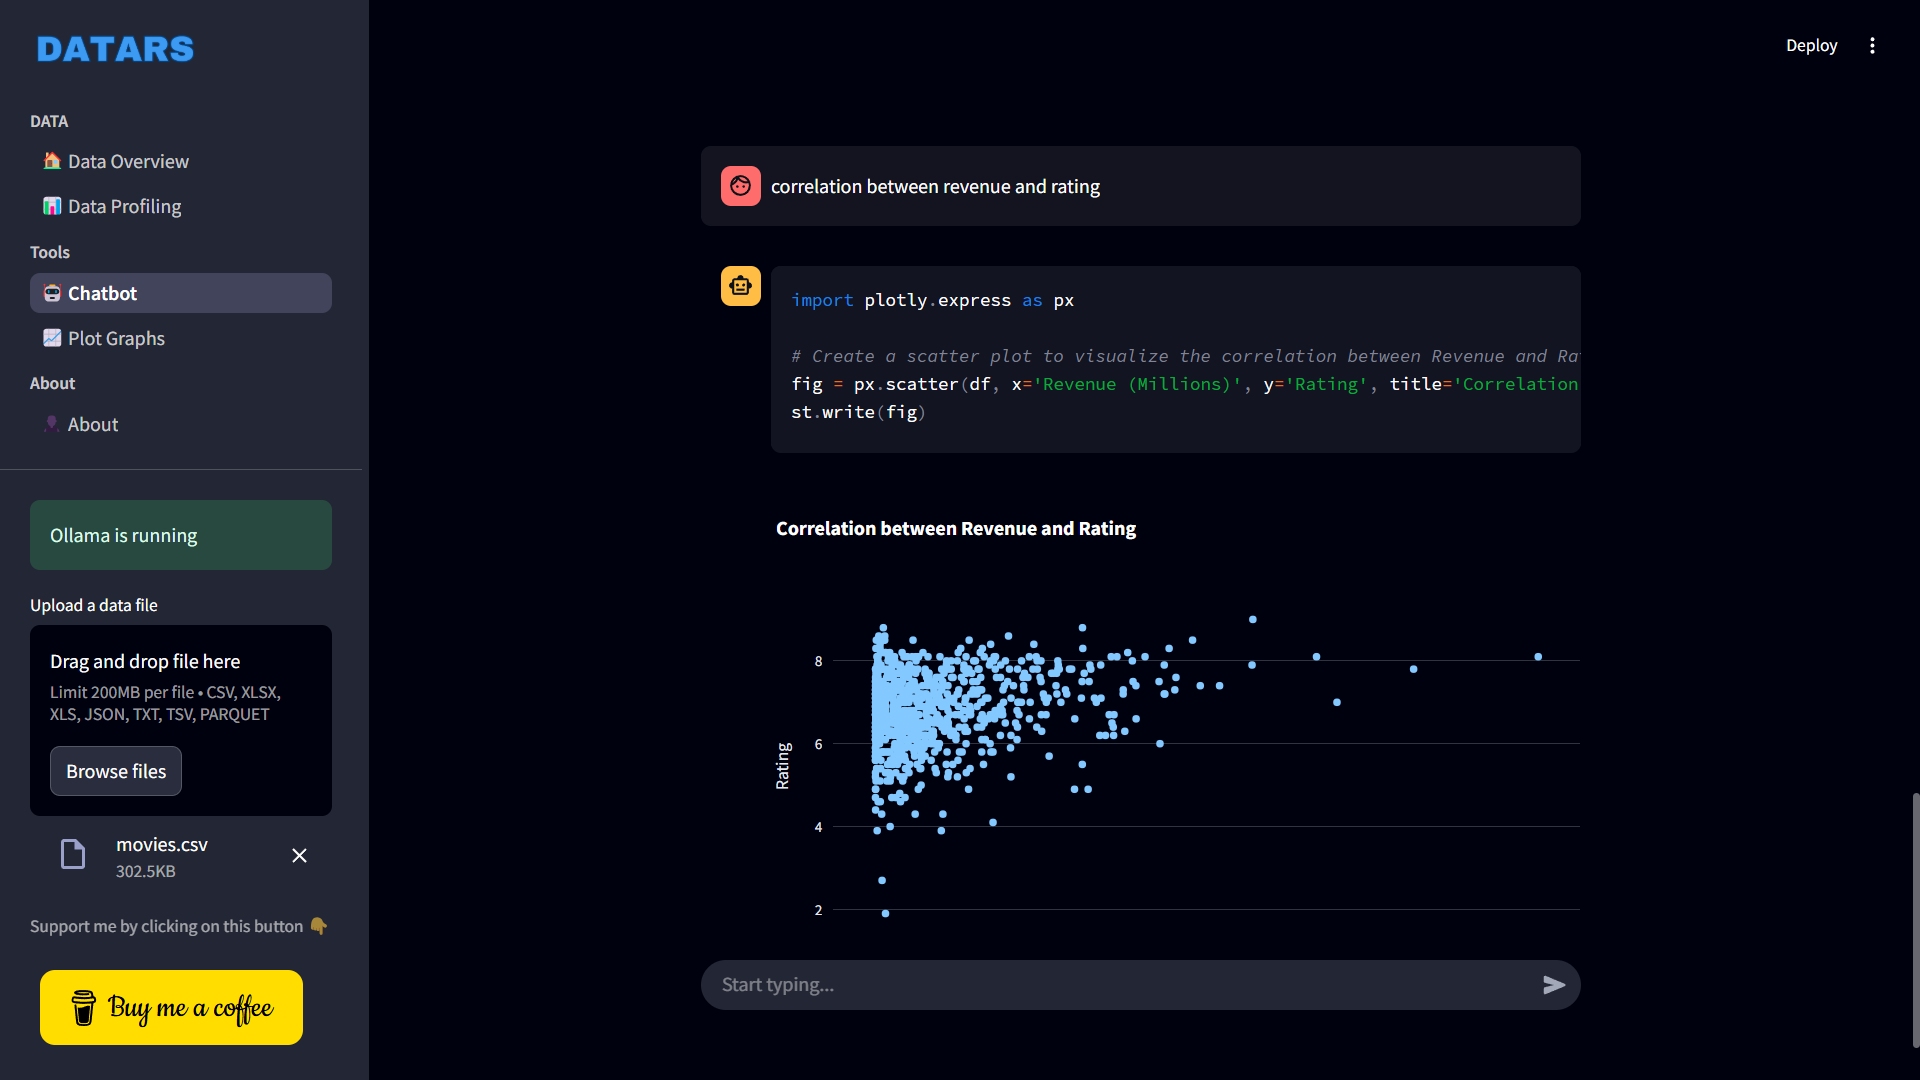 DATARS
DATA
Data Overview
Data Profiling
Tools
Chatbot
Plot Graphs
About
About
Ollama is running
Upload a data file
Drag and drop file here
Limit 200MB per file • CSV, XLSX,
XLS, JSON, TXT, TSV, PARQUET
Browse files
movies.csv
302.5KB
Support me by clicking on this button
Buy me a coffee
Deploy
correlation between revenue and rating
import plotly.express as px
# Create a scatter plot to visualize the correlation between Revenue and Ra
fig = px.scatter(df, x='Revenue (Millions)', y='Rating', title='Correlation
st.write(fig)
Correlation between Revenue and Rating
8
6
4
2
Rating
Start typing...